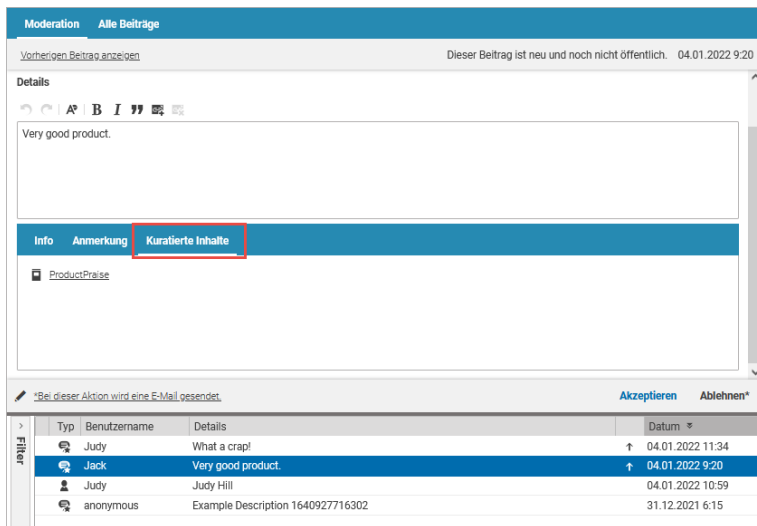 Moderation Alle Beiträge
Vorherigen Beitrag anzeigen Dieser Beitrag ist neu und noch nicht öffentlich. 04.01.2022 9:20
Details
B I
Very good product.
Info Anmerkung Kuratierte Inhalte
ProductPraise
*Bei dieser Aktion wird eine E-Mail gesendet. Akzeptieren Ablehnen*
Filter
Typ Benutzername Details Datum
Judy What a crap! 04.01.2022 11:34
Jack Very good product. 04.01.2022 9:20
Judy Judy Hill 04.01.2022 10:59
anonymous Example Description 1640927716302 31.12.2021 6:15